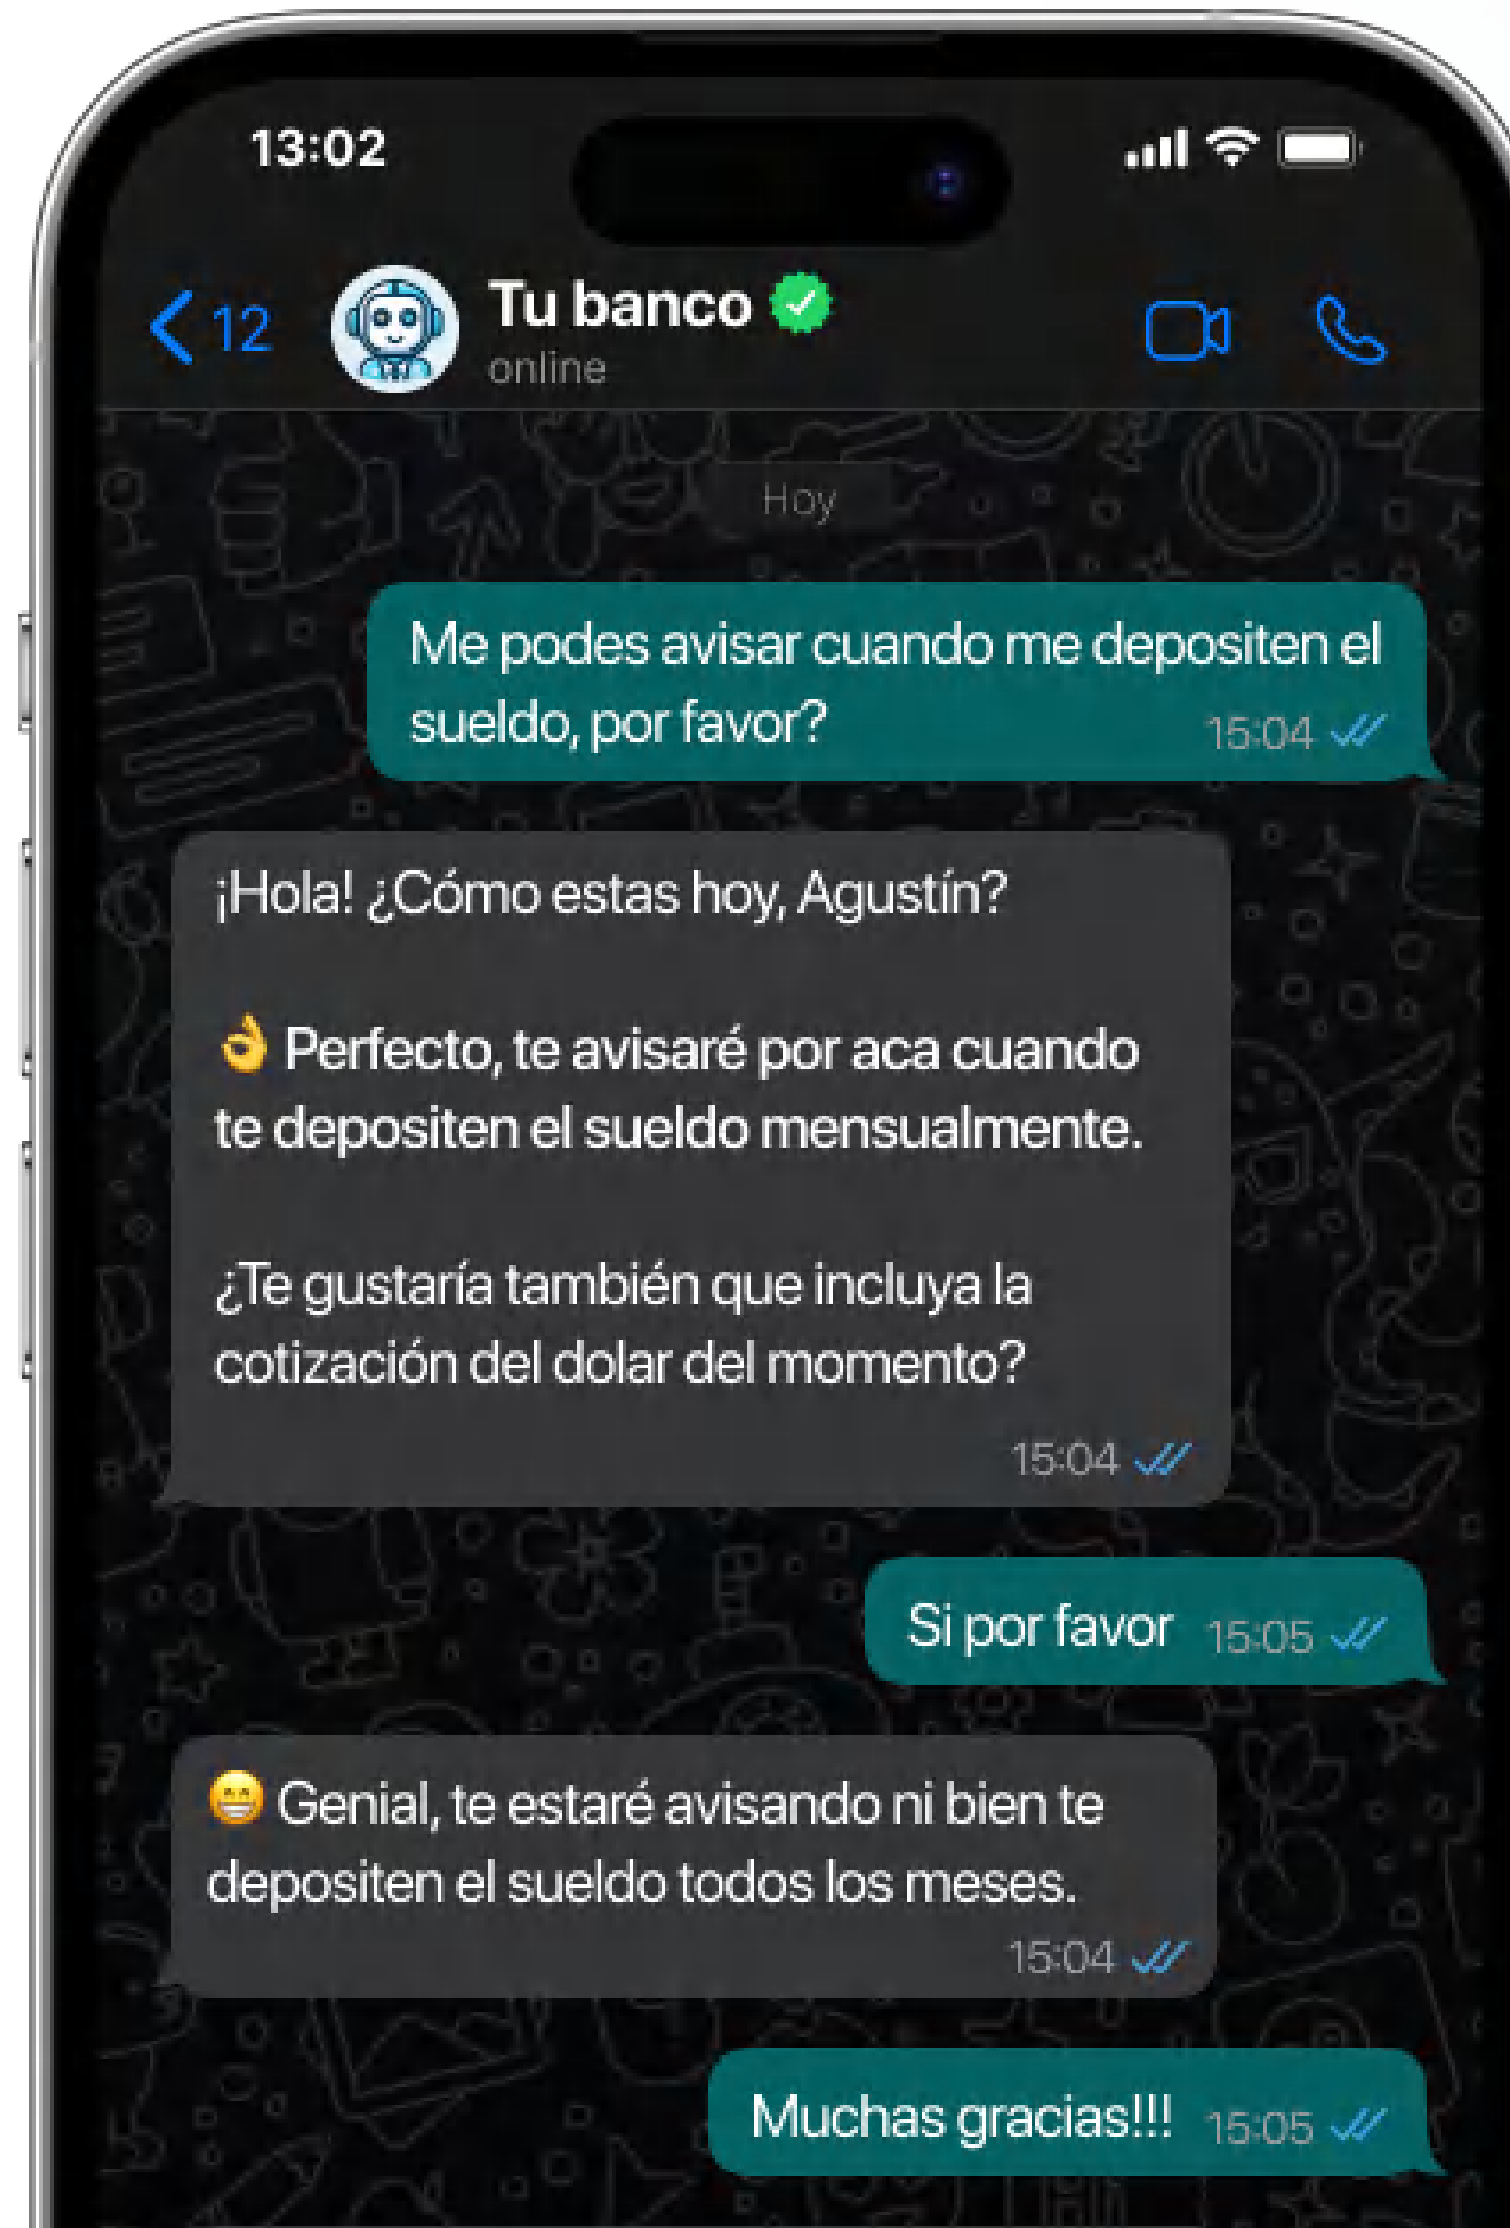 13:02
12
Tu banco
online
Hoy
Me podes avisar cuando me depositen el
sueldo, por favor?
15:04
¡Hola! ¿Cómo estas hoy, Agustín?
👌 Perfecto, te avisaré por aca cuando
te depositen el sueldo mensualmente.
¿Te gustaría también que incluya la
cotización del dolar del momento?
15:04
Si por favor 15:05
😁 Genial, te estaré avisando ni bien te
depositen el sueldo todos los meses.
15:04
Muchas gracias!!! 15:05